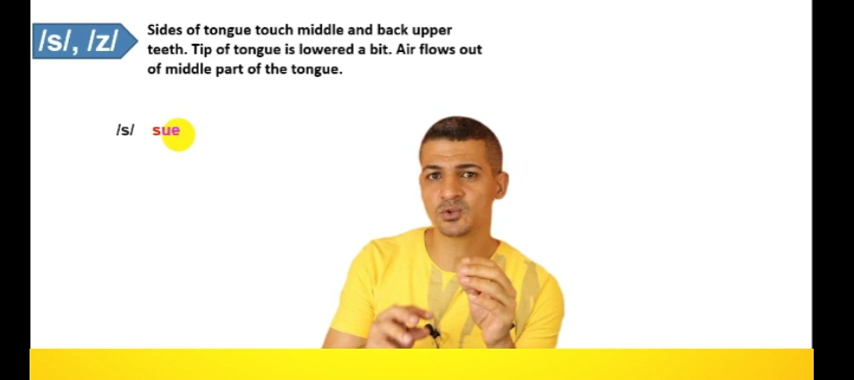 /s/, /z/
Sides of tongue touch middle and back upper
teeth. Tip of tongue is lowered a bit. Air flows out
of middle part of the tongue.
/s/ sue